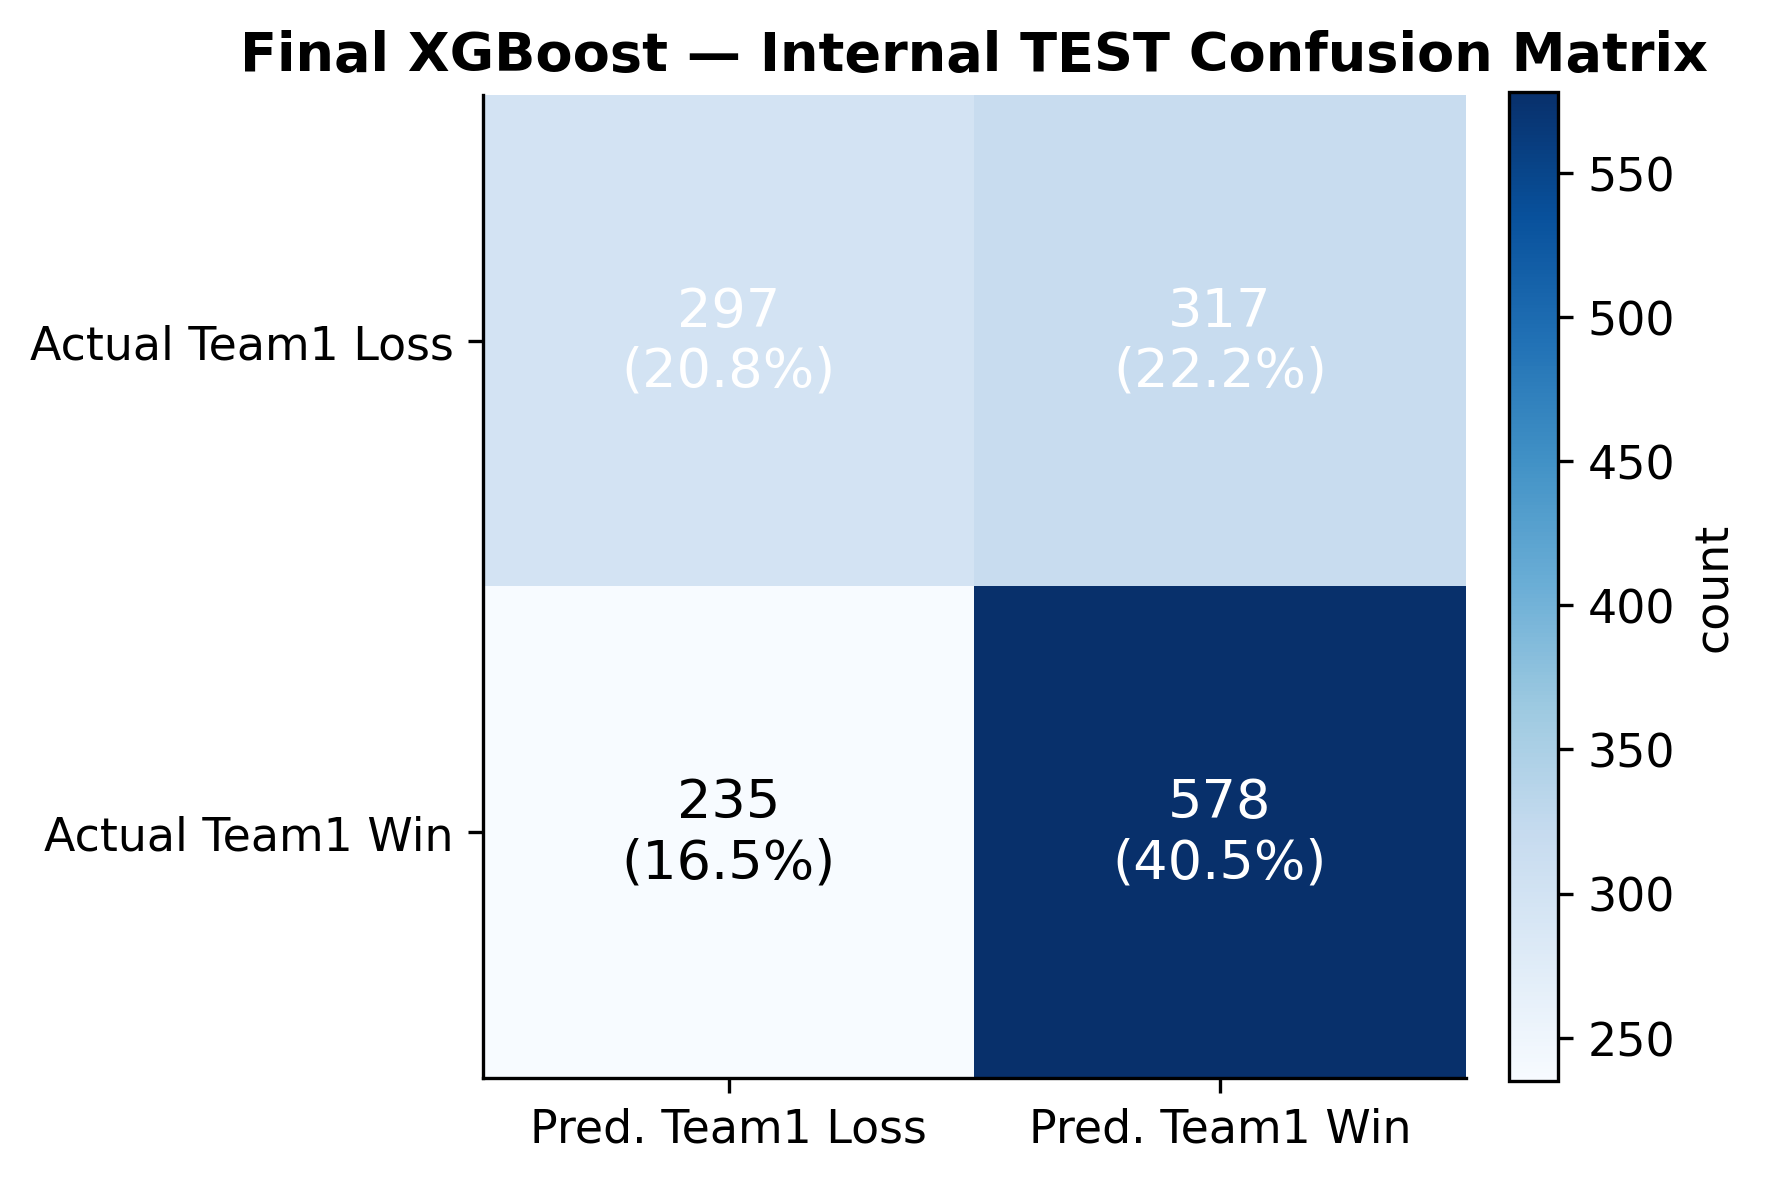 Final XGBoost — Internal TEST Confusion Matrix
Actual Team1 Loss
297
(20.8%)
317
(22.2%)
Actual Team1 Win
235
(16.5%)
578
(40.5%)
Pred. Team1 Loss
Pred. Team1 Win
550
500
450
400
350
300
250
count